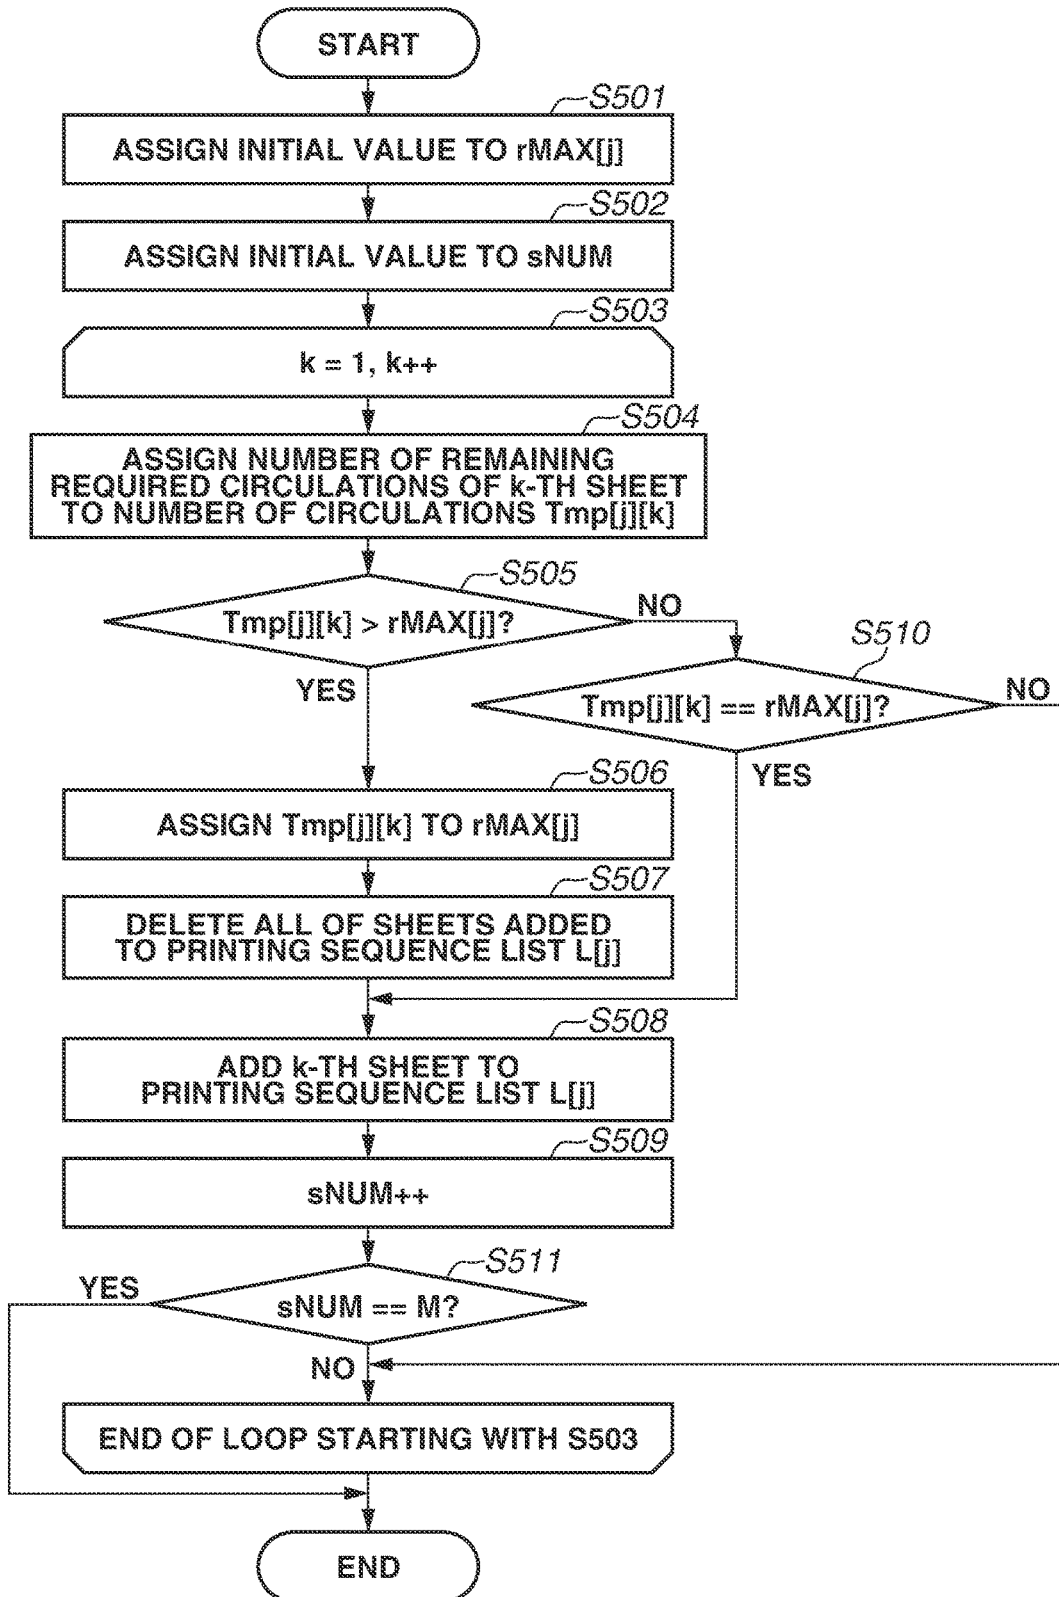 START
S501
ASSIGN INITIAL VALUE TO rMAX[j]
S502
ASSIGN INITIAL VALUE TO sNUM
S503
k = 1, k++
S504
ASSIGN NUMBER OF REMAINING
REQUIRED CIRCULATIONS OF k-TH SHEET
TO NUMBER OF CIRCULATIONS Tmp[j][k]
S505
Tmp[j][k] > rMAX[j]?
NO
YES
S510
Tmp[j][k] == rMAX[j]?
NO
YES
S506
ASSIGN Tmp[j][k] TO rMAX[j]
S507
DELETE ALL OF SHEETS ADDED
TO PRINTING SEQUENCE LIST L[j]
S508
ADD k-TH SHEET TO
PRINTING SEQUENCE LIST L[j]
S509
sNUM++
S511
YES
sNUM == M?
NO
END OF LOOP STARTING WITH S503
END